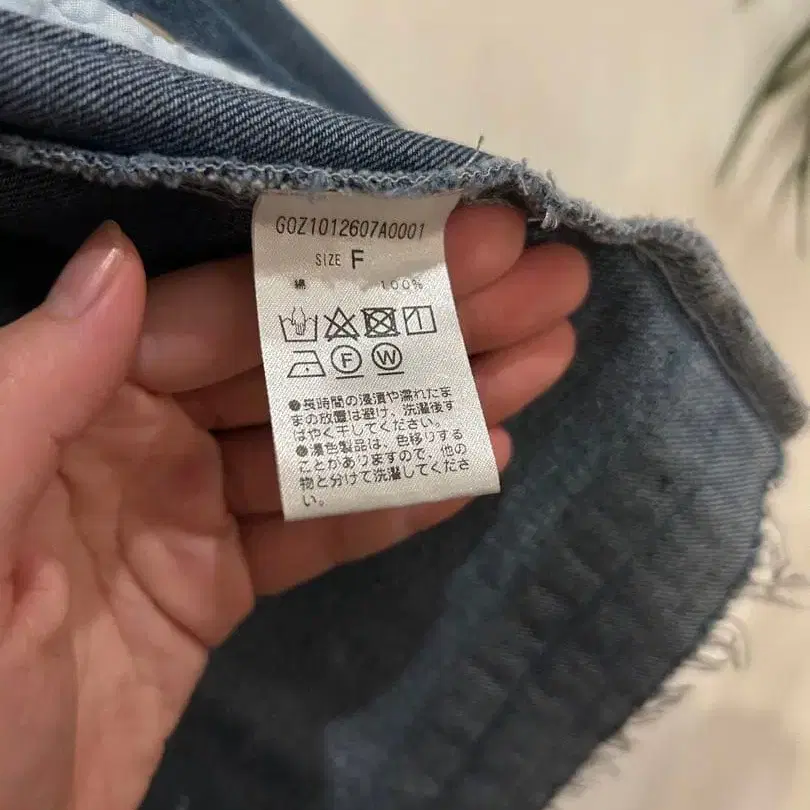 G0Z1012607A0001
SIZE F
綿 100%
F W
●長時間の浸漬や濡れたま
まの放置は避け、洗濯後す
ばやく干してください。
●濃色製品は、色移りする
ことがありますので、他の
物と分けて洗濯してくださ
い。